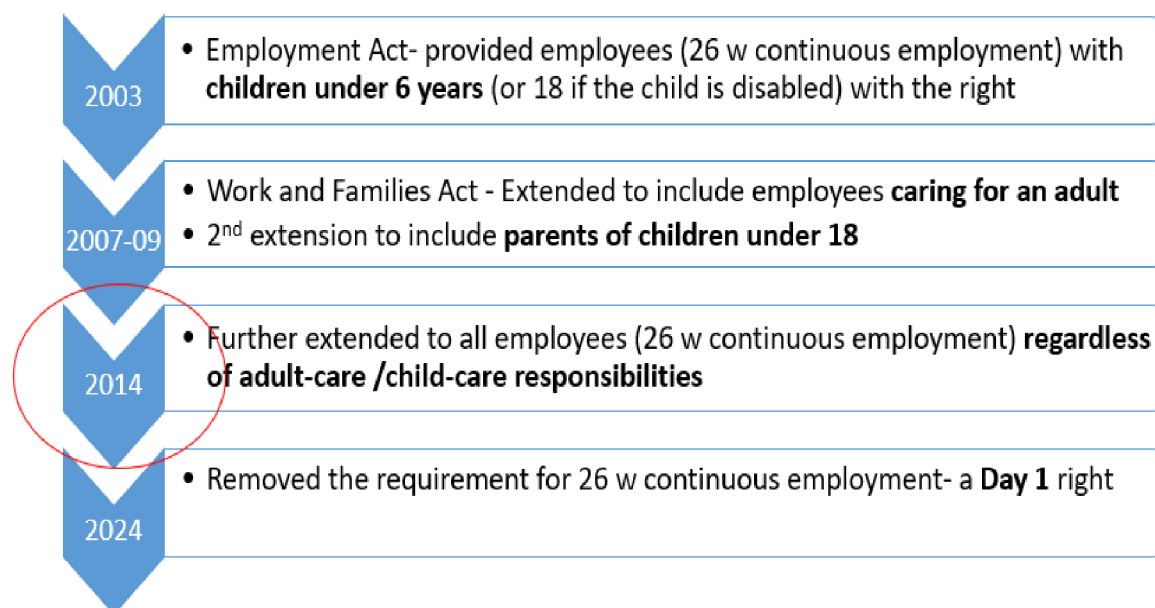 2003
• Employment Act- provided employees (26 w continuous employment) with
children under 6 years (or 18 if the child is disabled) with the right
2007-09
• Work and Families Act - Extended to include employees caring for an adult
• 2nd extension to include parents of children under 18
2014
• Further extended to all employees (26 w continuous employment) regardless
of adult-care /child-care responsibilities
2024
• Removed the requirement for 26 w continuous employment- a Day 1 right